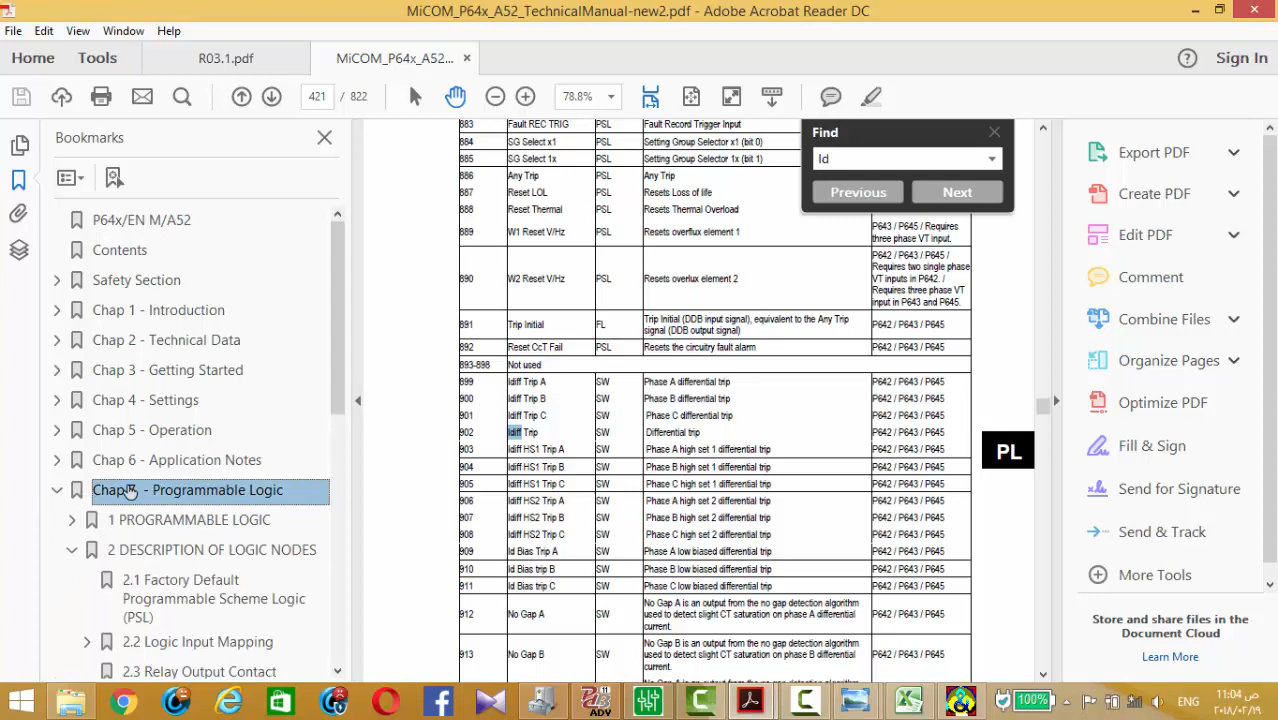 MiCOM_P64x_A52_TechnicalManual-new2.pdf - Adobe Acrobat Reader DC
File Edit View Window Help
Home Tools R03.1.pdf MiCOM_P64x_A52... × Sign In
421 / 822 78.8%
Bookmarks
P64x/EN M/A52
Contents
Safety Section
Chap 1 - Introduction
Chap 2 - Technical Data
Chap 3 - Getting Started
Chap 4 - Settings
Chap 5 - Operation
Chap 6 - Application Notes
Chap - Programmable Logic
1 PROGRAMMABLE LOGIC
2 DESCRIPTION OF LOGIC NODES
2.1 Factory Default
Programmable Scheme Logic
(PSL)
2.2 Logic Input Mapping
2.3 Relay Output Contact
883 Fault REC TRIG PSL Fault Record Trigger Input
884 SG Select x1 PSL Setting Group Selector x1 (bit 0)
885 SG Select 1x PSL Setting Group Selector 1x (bit 1)
886 Any Trip PSL Any Trip
887 Reset LOL PSL Resets Loss of life
888 Reset Thermal PSL Resets Thermal Overload
889 W1 Reset V/Hz PSL Resets overflux element 1 P643 / P645 / Requires
three phase VT input.
890 W2 Reset V/Hz PSL Resets overlux element 2 P642 / P643 / P645 /
Requires two single phase
VT inputs in P642. /
Requires three phase VT
input in P643 and P645.
891 Trip Initial FL Trip Initial (DDB input signal), equivalent to the Any Trip
signal (DDB output signal) P642 / P643 / P645
892 Reset CcT Fail PSL Resets the circuitry fault alarm P642 / P643 / P645
893-898 Not used
899 Idiff Trip A SW Phase A differential trip P642 / P643 / P645
900 Idiff Trip B SW Phase B differential trip P642 / P643 / P645
901 Idiff Trip C SW Phase C differential trip P642 / P643 / P645
902 Idiff Trip SW Differential trip P642 / P643 / P645
903 Idiff HS1 Trip A SW Phase A high set 1 differential trip P642 / P643 / P645
904 Idiff HS1 Trip B SW Phase B high set 1 differential trip P642 / P643 / P645
905 Idiff HS1 Trip C SW Phase C high set 1 differential trip P642 / P643 / P645
906 Idiff HS2 Trip A SW Phase A high set 2 differential trip P642 / P643 / P645
907 Idiff HS2 Trip B SW Phase B high set 2 differential trip P642 / P643 / P645
908 Idiff HS2 Trip C SW Phase C high set 2 differential trip P642 / P643 / P645
909 Id Bias Trip A SW Phase A low biased differential trip P642 / P643 / P645
910 Id Bias trip B SW Phase B low biased differential trip P642 / P643 / P645
911 Id Bias trip C SW Phase C low biased differential trip P642 / P643 / P645
912 No Gap A SW No Gap A is an output from the no gap detection algorithm
used to detect slight CT saturation on phase A differential
current. P642 / P643 / P645
913 No Gap B SW No Gap B is an output from the no gap detection algorithm
used to detect slight CT saturation on phase B differential
current. P642 / P643 / P645
PL
Find
Id
Previous Next
Export PDF
Create PDF
Edit PDF
Comment
Combine Files
Organize Pages
Optimize PDF
Fill & Sign
Send for Signature
Send & Track
More Tools
Store and share files in the
Document Cloud
Learn More
100% ENG
11:04 ص
٢٠١٨/٠٢/١٩